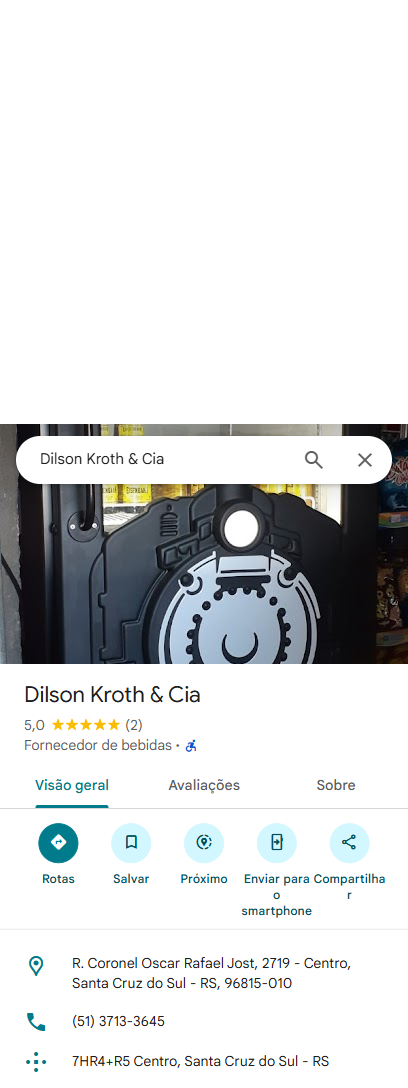 Dilson Kroth & Cia
Dilson Kroth & Cia
5,0 (2)
Fornecedor de bebidas ·
Visão geral Avaliações Sobre
Rotas Salvar Próximo Enviar para o smartphone Compartilhar
R. Coronel Oscar Rafael Jost, 2719 - Centro,
Santa Cruz do Sul - RS, 96815-010
(51) 3713-3645
7HR4+R5 Centro, Santa Cruz do Sul - RS